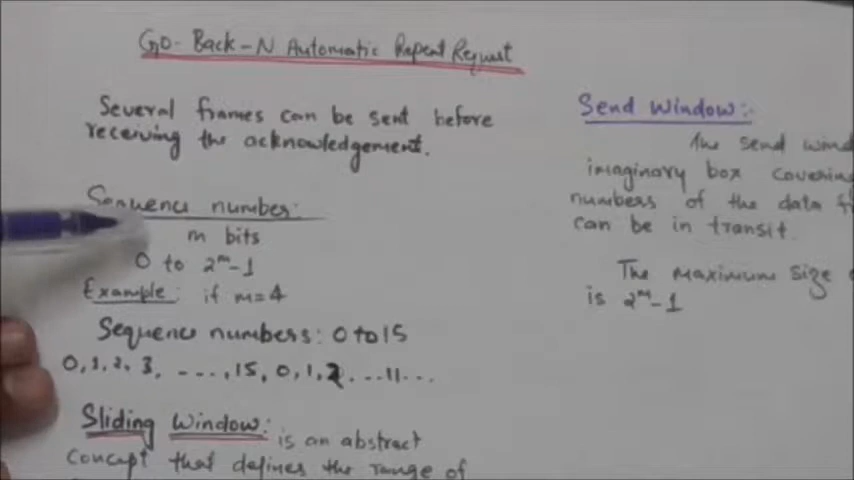 Go-Back-N Automatic Repeat Request
Several frames can be sent before
receiving the acknowledgement.
Sequence number:
m bits
0 to 2^m-1
Example: if m=4
Sequence numbers: 0 to 15
0,1,2,3, ....,15,0,1,2,...11...
Sliding Window: is an abstract
concept that defines the range of
Send Window:-
The send wind
imaginary box covering
numbers of the data f
can be in transit.
The maximum size
is 2^m-1